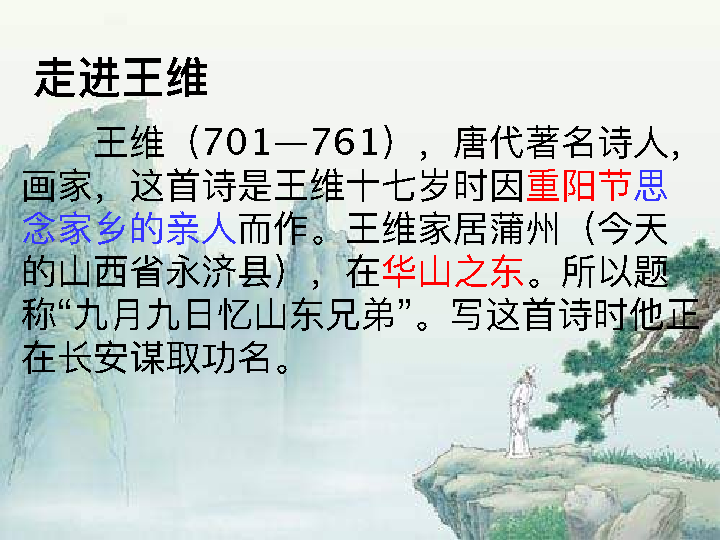 走进王维
王维（701—761），唐代著名诗人，
画家，这首诗是王维十七岁时因重阳节思
念家乡的亲人而作。王维家居蒲州（今天
的山西省永济县），在华山之东。所以题
称“九月九日忆山东兄弟”。写这首诗时他正
在长安谋取功名。